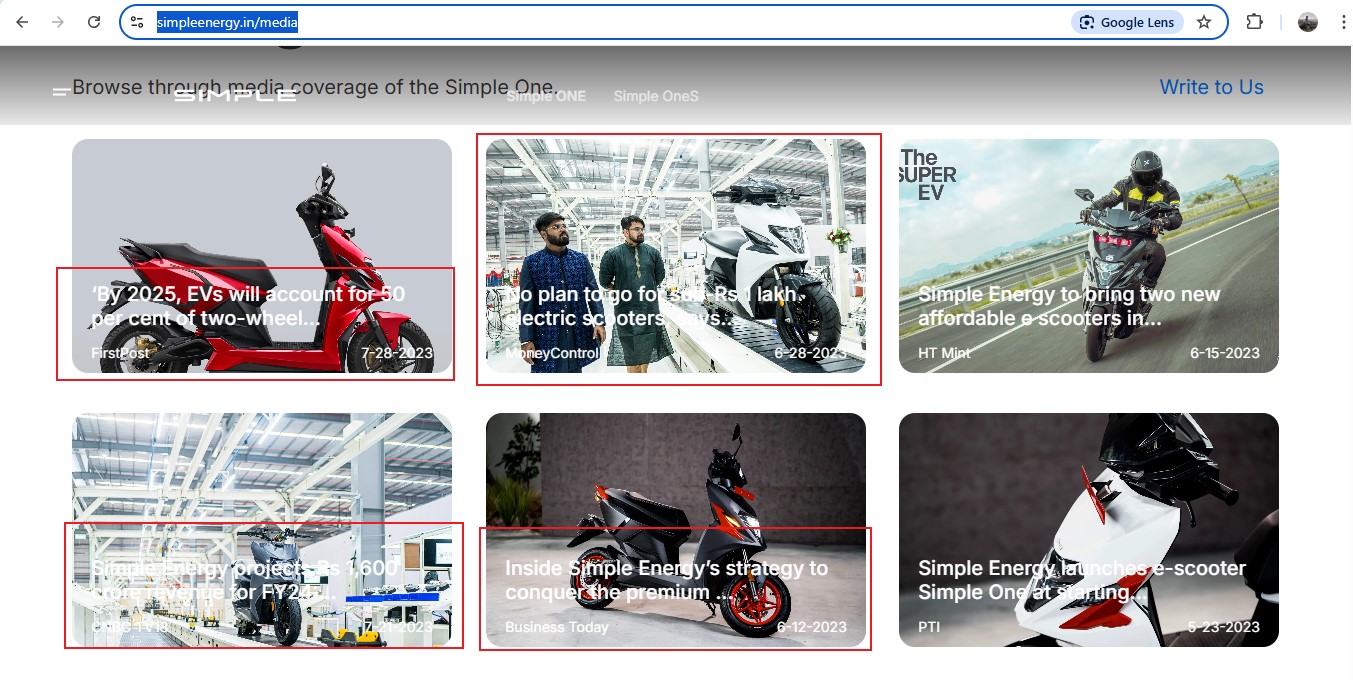 simpleenergy.in/media
Google Lens
Browse through media coverage of the Simple One.
SIMPLE
Simple ONE
Simple OneS
Write to Us
‘By 2025, EVs will account for 50
per cent of two-wheel...
FirstPost
7-28-2023
No plan to go for sub-Rs 1 lakh
electric scooters, says...
MoneyControl
6-28-2023
The
SUPER
EV
Simple Energy to bring two new
affordable e scooters in...
HT Mint
6-15-2023
Simple Energy projects Rs 1,600
crore revenue for FY24;...
CNBC TV18
7-21-2023
Inside Simple Energy’s strategy to
conquer the premium ...
Business Today
6-12-2023
Simple Energy launches e-scooter
Simple One at starting...
PTI
5-23-2023